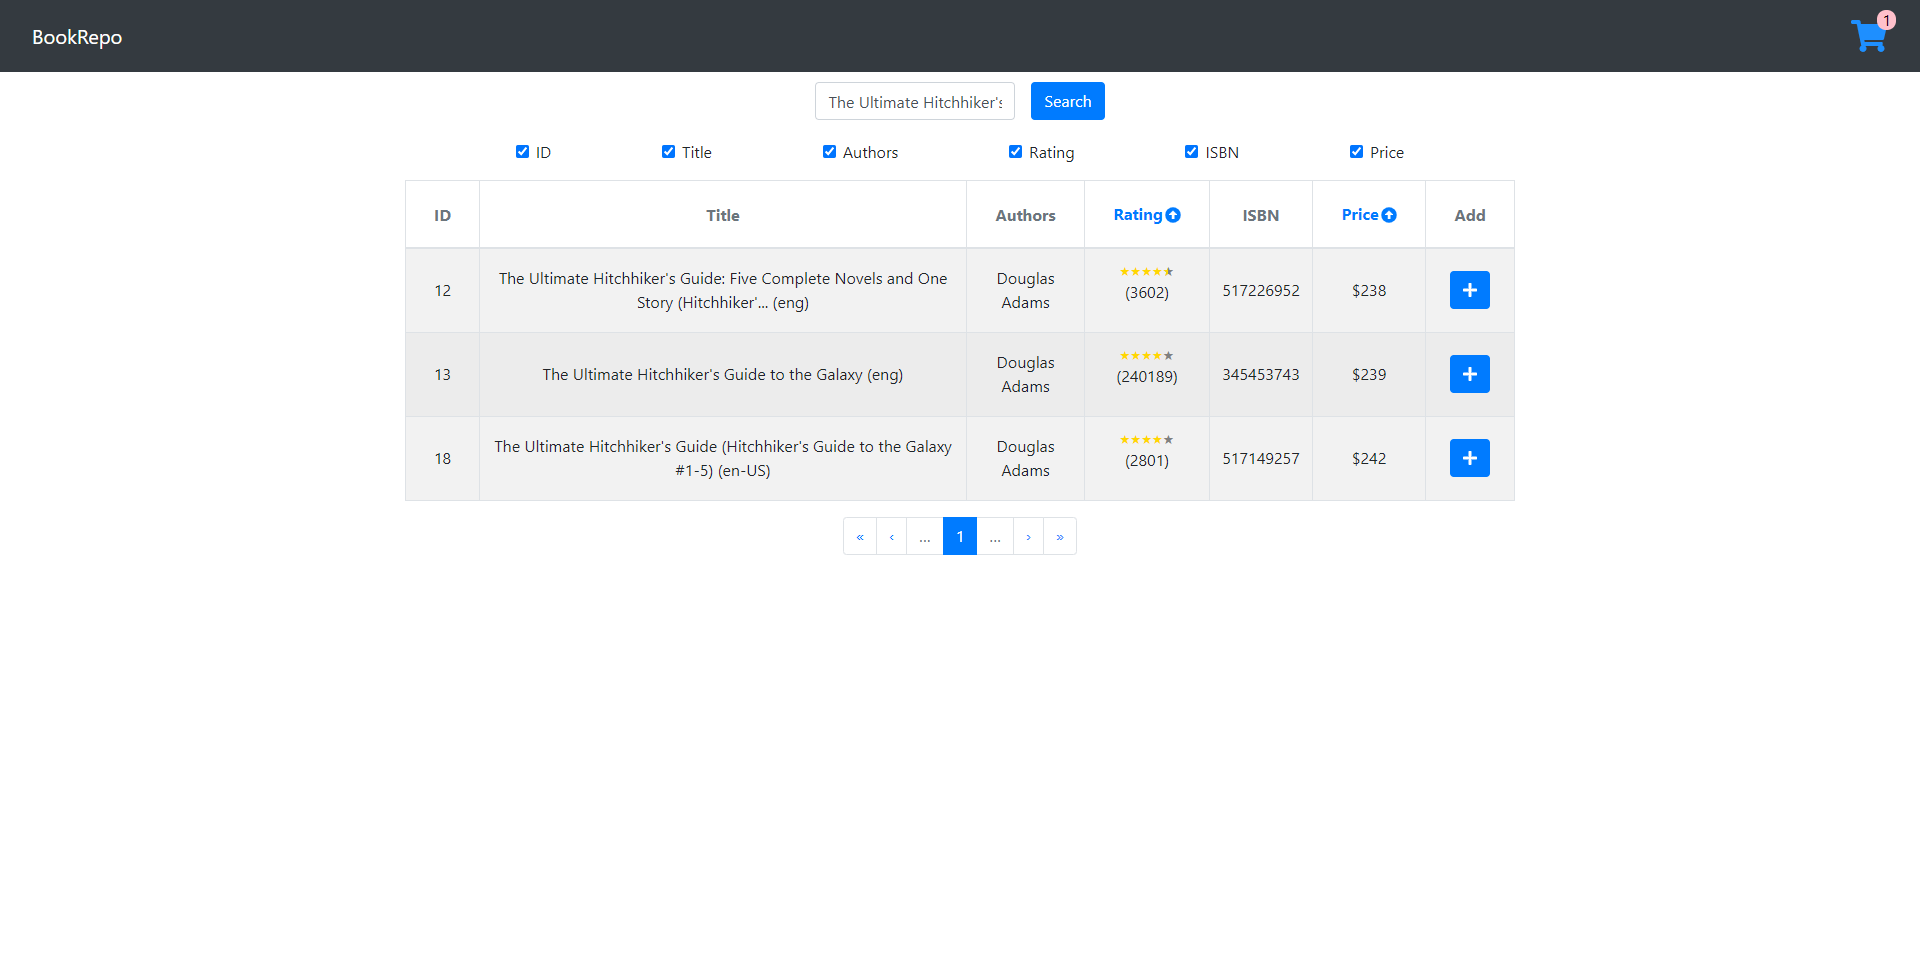 BookRepo
1
The Ultimate Hitchhiker's
Search
ID Title Authors Rating ISBN Price
ID Title Authors Rating ISBN Price Add
12 The Ultimate Hitchhiker's Guide: Five Complete Novels and One Douglas (3602) 517226952 $238
Story (Hitchhiker'... (eng) Adams
13 The Ultimate Hitchhiker's Guide to the Galaxy (eng) Douglas (240189) 345453743 $239
Adams
18 The Ultimate Hitchhiker's Guide (Hitchhiker's Guide to the Galaxy Douglas (2801) 517149257 $242
#1-5) (en-US) Adams
« ‹ ... 1 ... › »